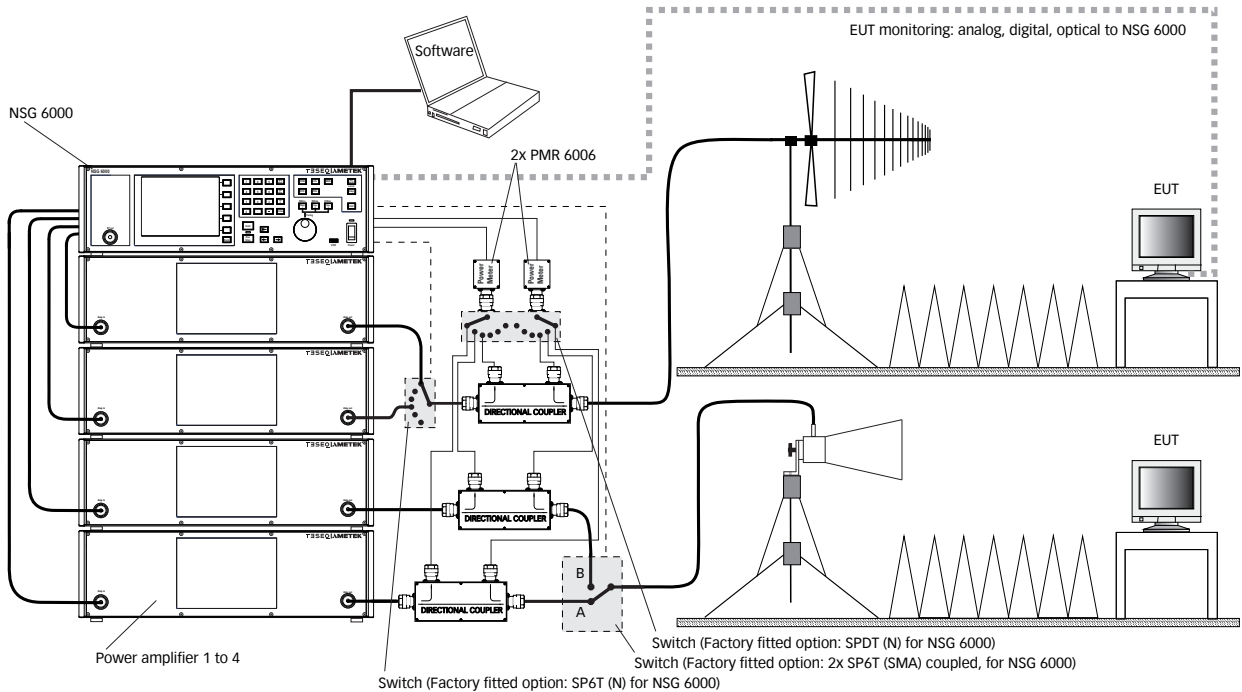 EUT monitoring: analog, digital, optical to NSG 6000
Software
NSG 6000
2x PMR 6006
NSG 6000
TESEQ AMETEK
EUT
Power
Meter
Power
Meter
TESEQ AMETEK
TESEQ AMETEK
DIRECTIONAL COUPLER
EUT
TESEQ AMETEK
DIRECTIONAL COUPLER
TESEQ AMETEK
B
A
DIRECTIONAL COUPLER
Switch (Factory fitted option: SPDT (N) for NSG 6000)
Power amplifier 1 to 4
Switch (Factory fitted option: 2x SP6T (SMA) coupled, for NSG 6000)
Switch (Factory fitted option: SP6T (N) for NSG 6000)